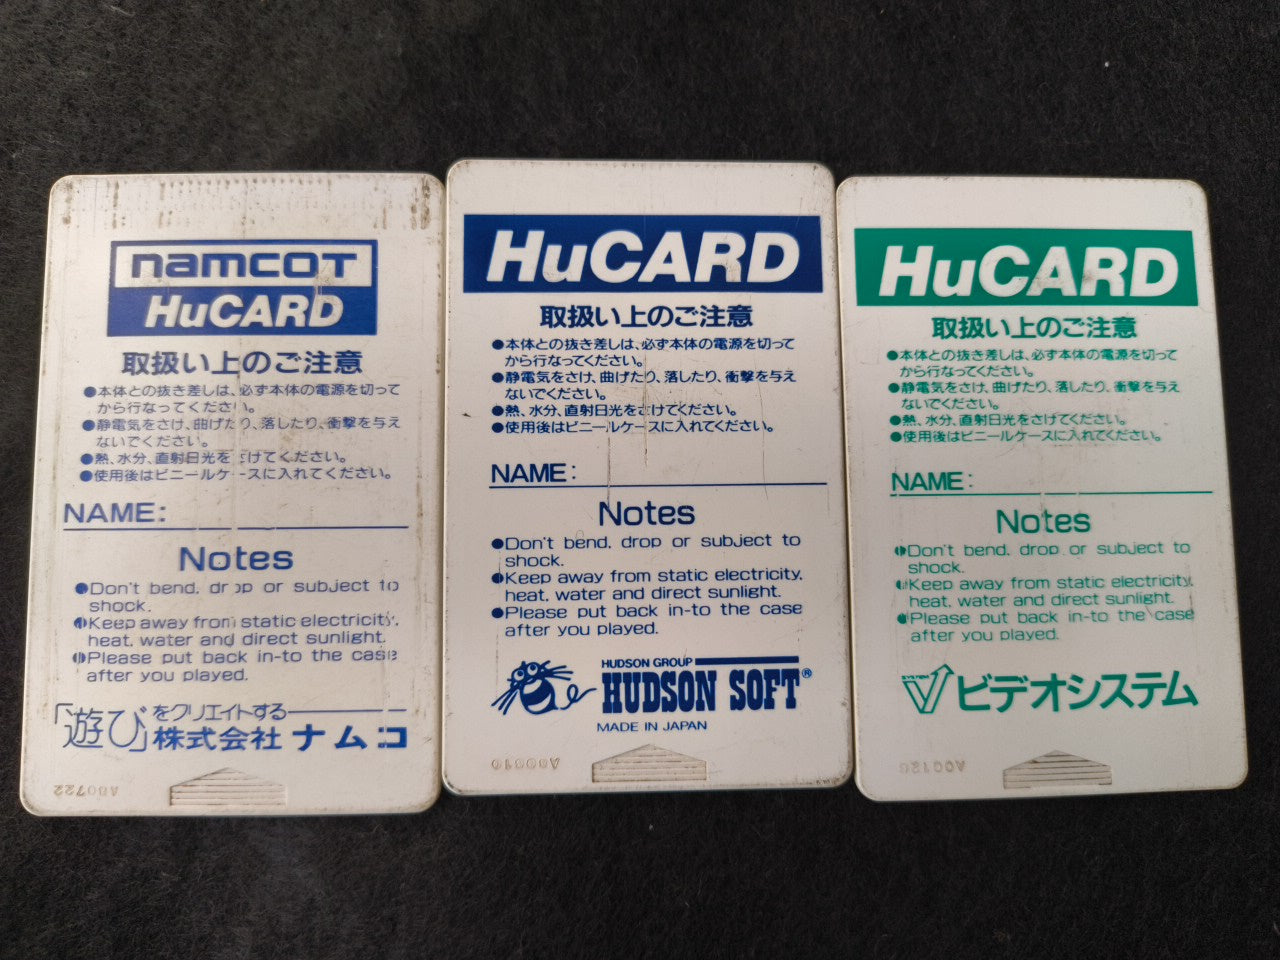 namcot
HuCARD
取扱い上のご注意
●本体との抜き差しは、必ず本体の電源を切って
から行なってください。
●静電気をさけ、曲げたり、落したり、衝撃を与え
ないでください。
●熱、水分、直射日光をさけてください。
●使用後はビニールケースに入れてください。
NAME:
Notes
●Don't bend, drop or subject to
shock.
●Keep away from static electricity,
heat, water and direct sunlight.
●Please put back in-to the case
after you played.
「遊び」をクリエイトする
株式会社ナムコ
HuCARD
取扱い上のご注意
●本体との抜き差しは、必ず本体の電源を切って
から行なってください。
●静電気をさけ、曲げたり、落したり、衝撃を与え
ないでください。
●熱、水分、直射日光をさけてください。
●使用後はビニールケースに入れてください。
NAME:
Notes
●Don't bend, drop or subject to
shock.
●Keep away from static electricity,
heat, water and direct sunlight.
●Please put back in-to the case
after you played.
HUDSON GROUP
HUDSON SOFT®
MADE IN JAPAN
HuCARD
取扱い上のご注意
●本体との抜き差しは、必ず本体の電源を切って
から行なってください。
●静電気をさけ、曲げたり、落したり、衝撃を与え
ないでください。
●熱、水分、直射日光をさけてください。
●使用後はビニールケースに入れてください。
NAME:
Notes
●Don't bend, drop or subject to
shock.
●Keep away from static electricity,
heat, water and direct sunlight.
●Please put back in-to the case
after you played.
ビデオシステム